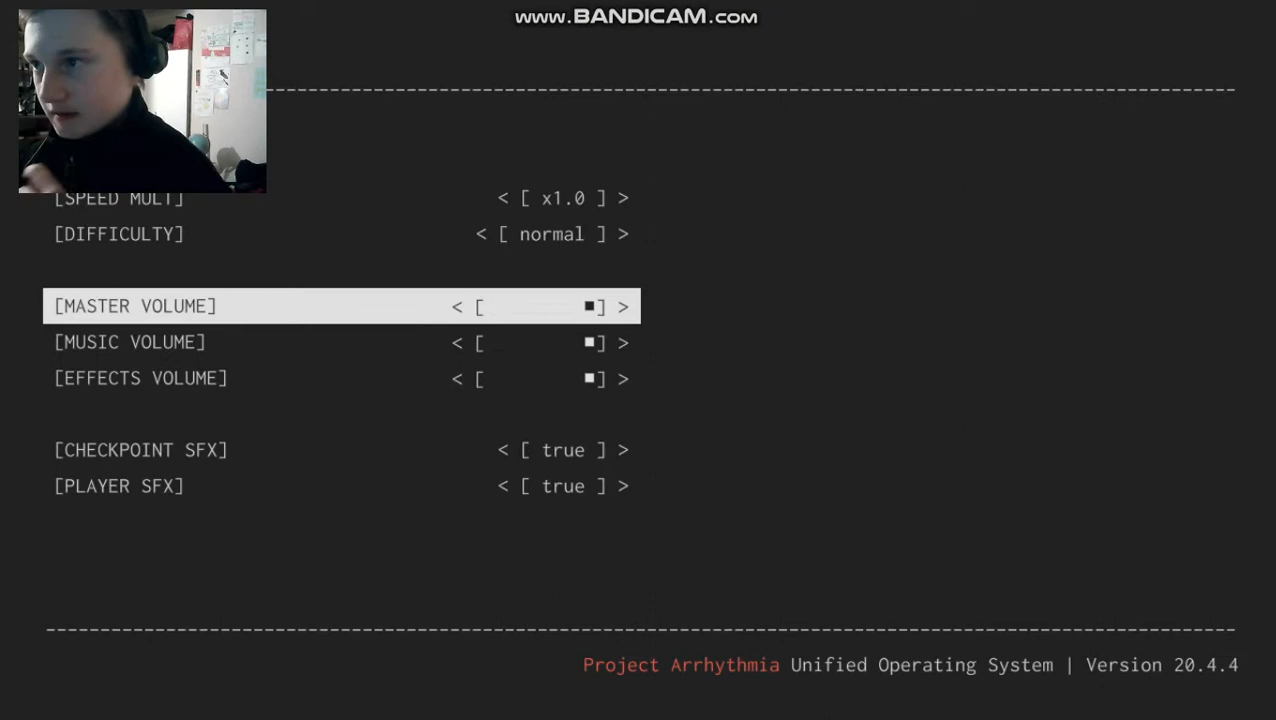 www.BANDICAM.com
[SPEED MULT] < [ x1.0 ] >
[DIFFICULTY] < [ normal ] >
[MASTER VOLUME] < [ ■] >
[MUSIC VOLUME] < [ ■] >
[EFFECTS VOLUME] < [ ■] >
[CHECKPOINT SFX] < [ true ] >
[PLAYER SFX] < [ true ] >
Project Arrhythmia Unified Operating System | Version 20.4.4